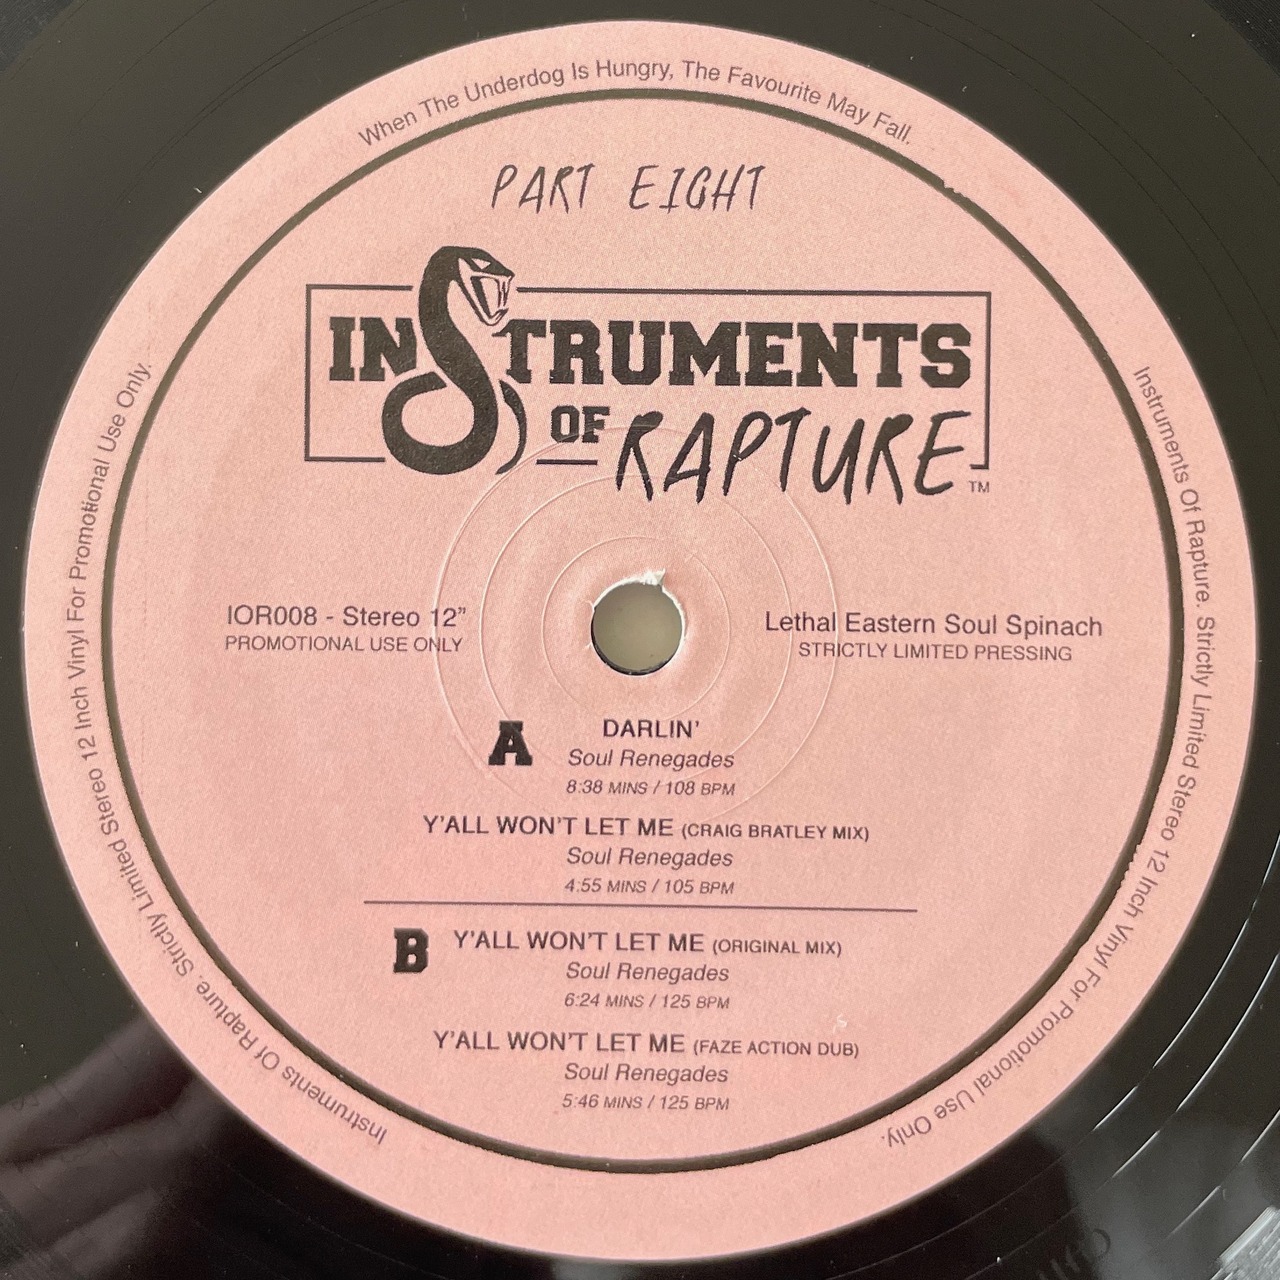 When The Underdog Is Hungry, The Favourite May Fall.
PART EIGHT
INSTRUMENTS
OF RAPTURE TM
IOR008 - Stereo 12”
PROMOTIONAL USE ONLY
Lethal Eastern Soul Spinach
STRICTLY LIMITED PRESSING
A
DARLIN’
Soul Renegades
8:38 MINS / 108 BPM
Y’ALL WON’T LET ME (CRAIG BRATLEY MIX)
Soul Renegades
4:55 MINS / 105 BPM
B
Y’ALL WON’T LET ME (ORIGINAL MIX)
Soul Renegades
6:24 MINS / 125 BPM
Y’ALL WON’T LET ME (FAZE ACTION DUB)
Soul Renegades
5:46 MINS / 125 BPM
Instruments Of Rapture. Strictly Limited Stereo 12 Inch Vinyl For Promotional Use Only.
Instruments Of Rapture. Strictly Limited Stereo 12 Inch Vinyl For Promotional Use Only.